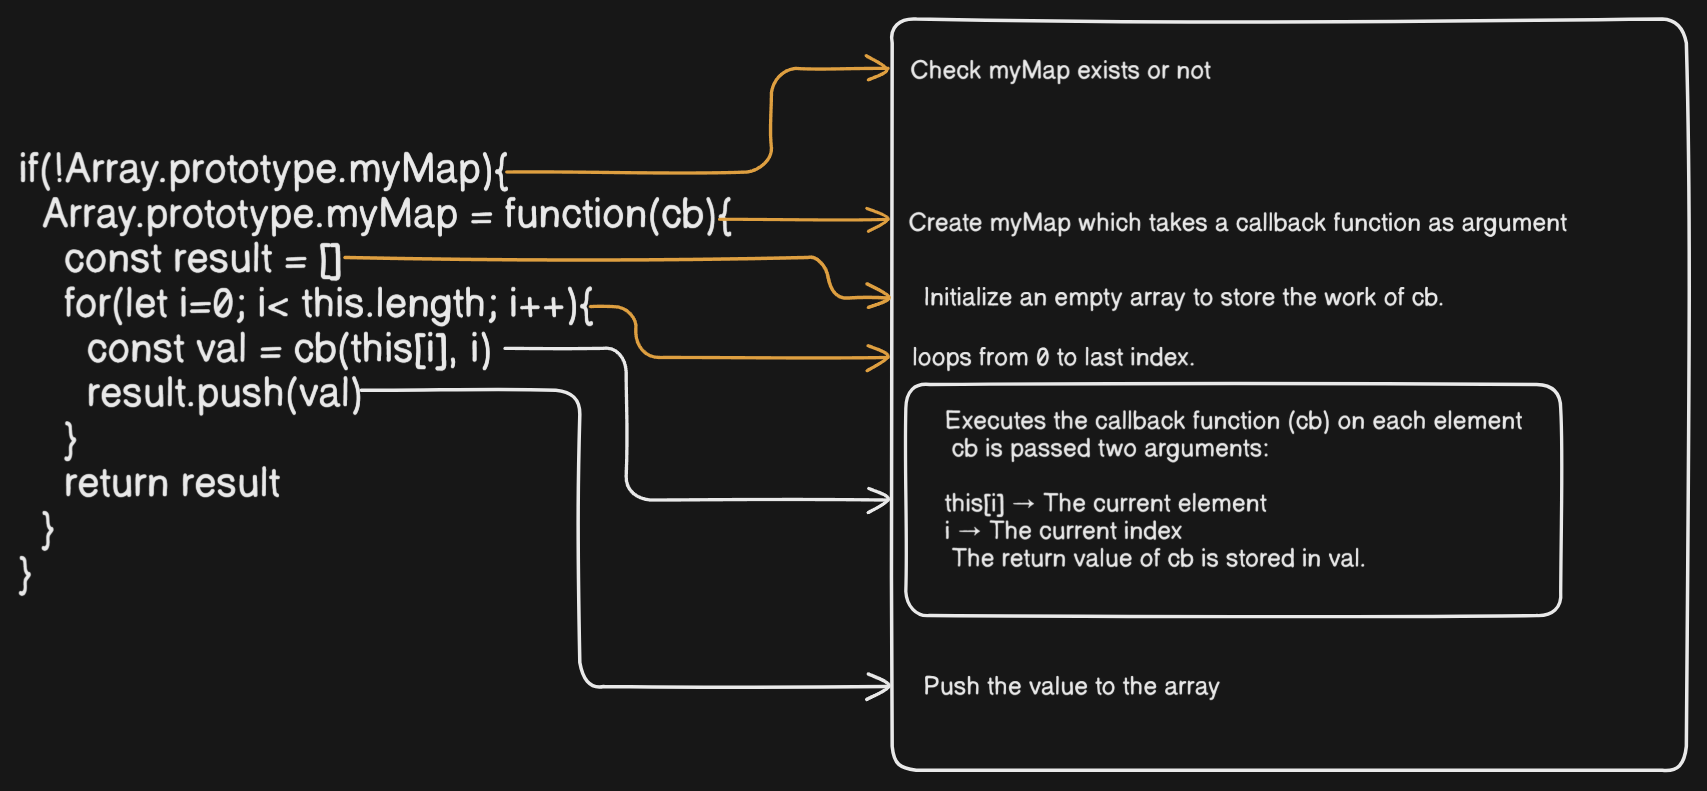 if(!Array.prototype.myMap){
Array.prototype.myMap = function(cb){
const result = []
for(let i=0; i< this.length; i++){
const val = cb(this[i], i)
result.push(val)
}
return result
}
}
Check myMap exists or not
Create myMap which takes a callback function as argument
Initialize an empty array to store the work of cb.
loops from 0 to last index.
Executes the callback function (cb) on each element
cb is passed two arguments:
this[i] → The current element
i → The current index
The return value of cb is stored in val.
Push the value to the array